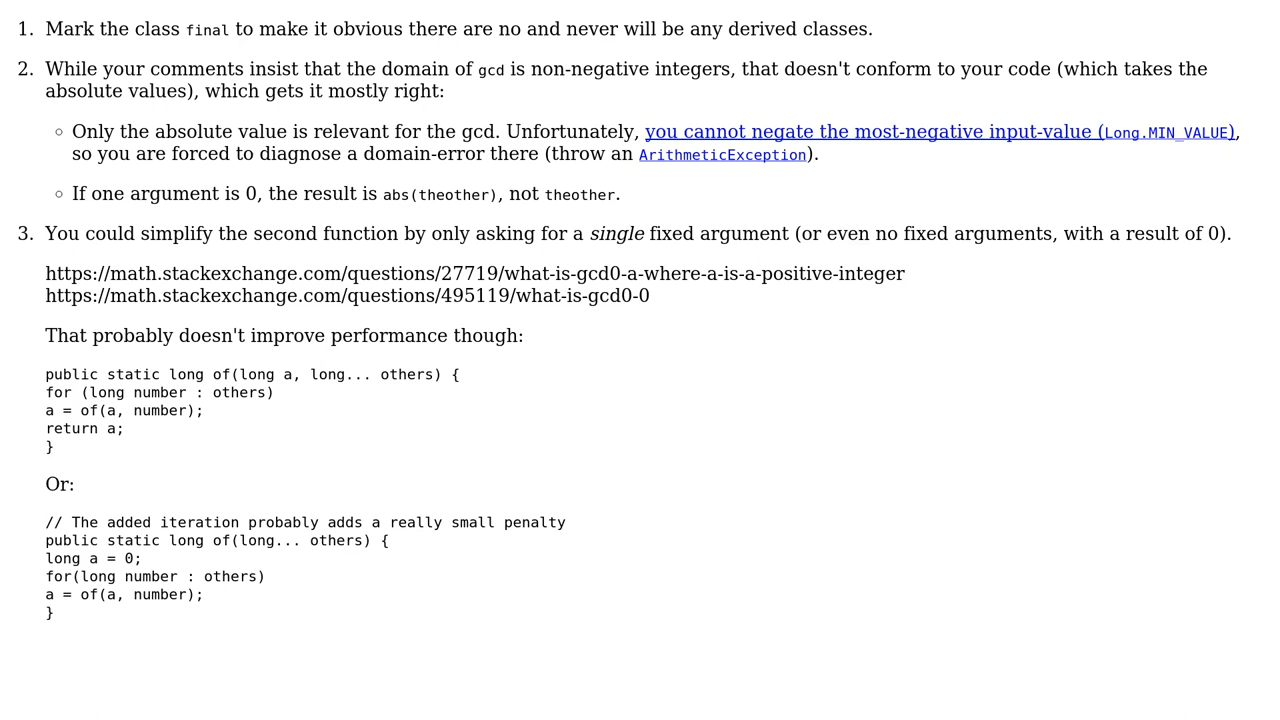 1. Mark the class final to make it obvious there are no and never will be any derived classes.
2. While your comments insist that the domain of gcd is non-negative integers, that doesn't conform to your code (which takes the
absolute values), which gets it mostly right:
◦ Only the absolute value is relevant for the gcd. Unfortunately, you cannot negate the most-negative input-value (Long.MIN_VALUE),
so you are forced to diagnose a domain-error there (throw an ArithmeticException).
◦ If one argument is 0, the result is abs(theother), not theother.
3. You could simplify the second function by only asking for a single fixed argument (or even no fixed arguments, with a result of 0).
https://math.stackexchange.com/questions/27719/what-is-gcd0-a-where-a-is-a-positive-integer
https://math.stackexchange.com/questions/495119/what-is-gcd0-0
That probably doesn't improve performance though:
public static long of(long a, long... others) {
for (long number : others)
a = of(a, number);
return a;
}
Or:
// The added iteration probably adds a really small penalty
public static long of(long... others) {
long a = 0;
for(long number : others)
a = of(a, number);
}